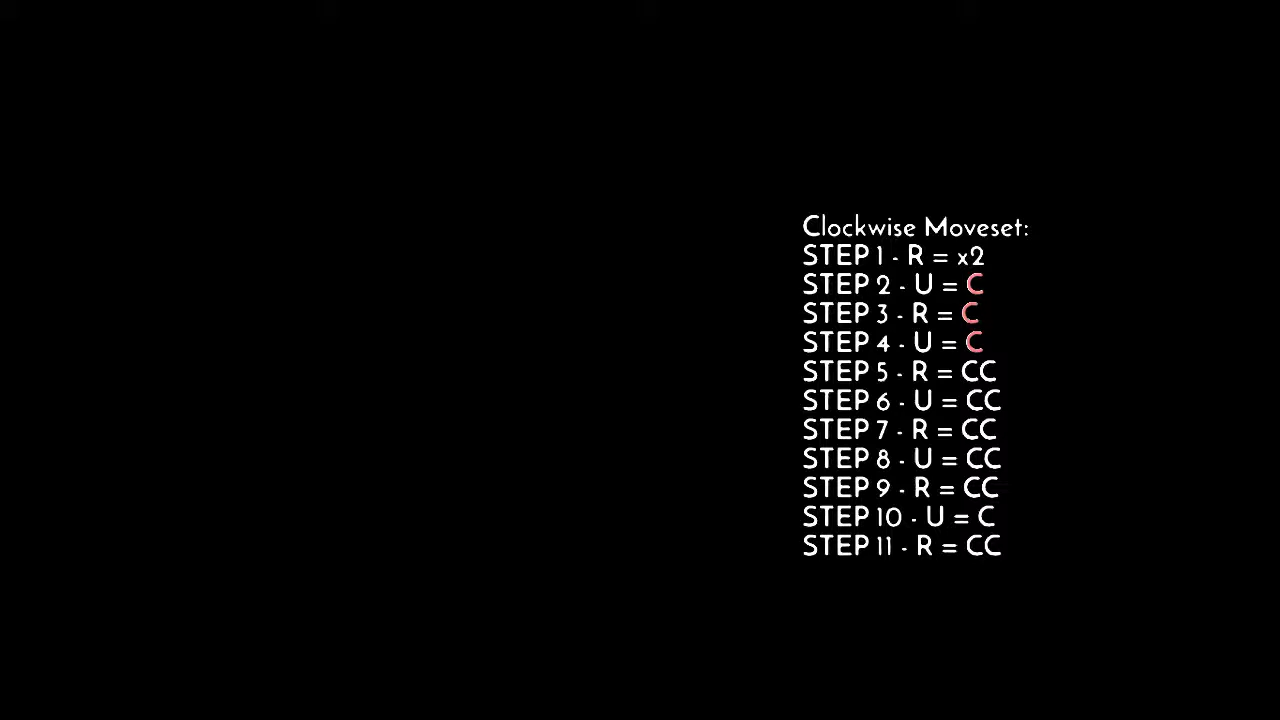 Clockwise Moveset:
STEP 1 - R = x2
STEP 2 - U = C
STEP 3 - R = C
STEP 4 - U = C
STEP 5 - R = CC
STEP 6 - U = CC
STEP 7 - R = CC
STEP 8 - U = CC
STEP 9 - R = CC
STEP 10 - U = C
STEP 11 - R = CC